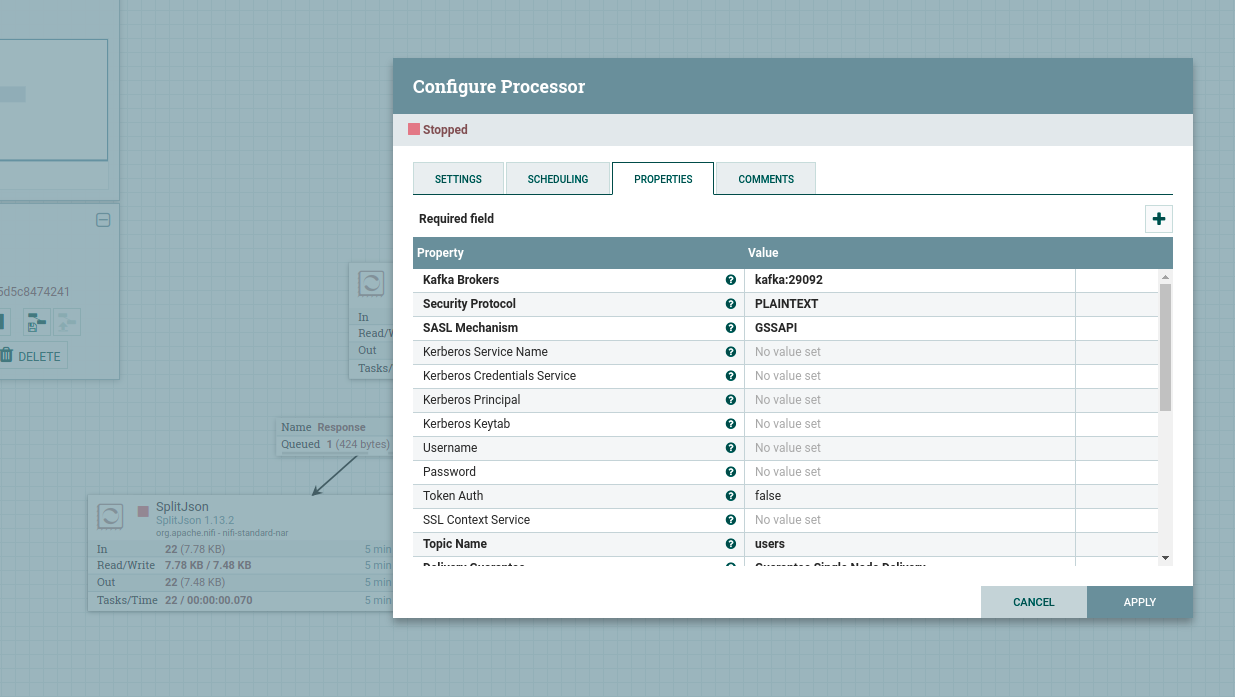 Configure Processor
Stopped
SETTINGS
SCHEDULING
PROPERTIES
COMMENTS
Required field
Property Value
Kafka Brokers kafka:29092
Security Protocol PLAINTEXT
SASL Mechanism GSSAPI
Kerberos Service Name No value set
Kerberos Credentials Service No value set
Kerberos Principal No value set
Kerberos Keytab No value set
Username No value set
Password No value set
Token Auth false
SSL Context Service No value set
Topic Name users
Delivery Guarantee Guarantee Single Node Delivery
CANCEL
APPLY
5d5c8474241
DELETE
In
Read/W
Out
Tasks/
Name Response
Queued 1 (424 bytes)
SplitJson
SplitJson 1.13.2
org.apache.nifi - nifi-standard-nar
In 22 (7.78 KB) 5 min
Read/Write 7.78 KB / 7.48 KB 5 min
Out 22 (7.48 KB) 5 min
Tasks/Time 22 / 00:00:00.070 5 min